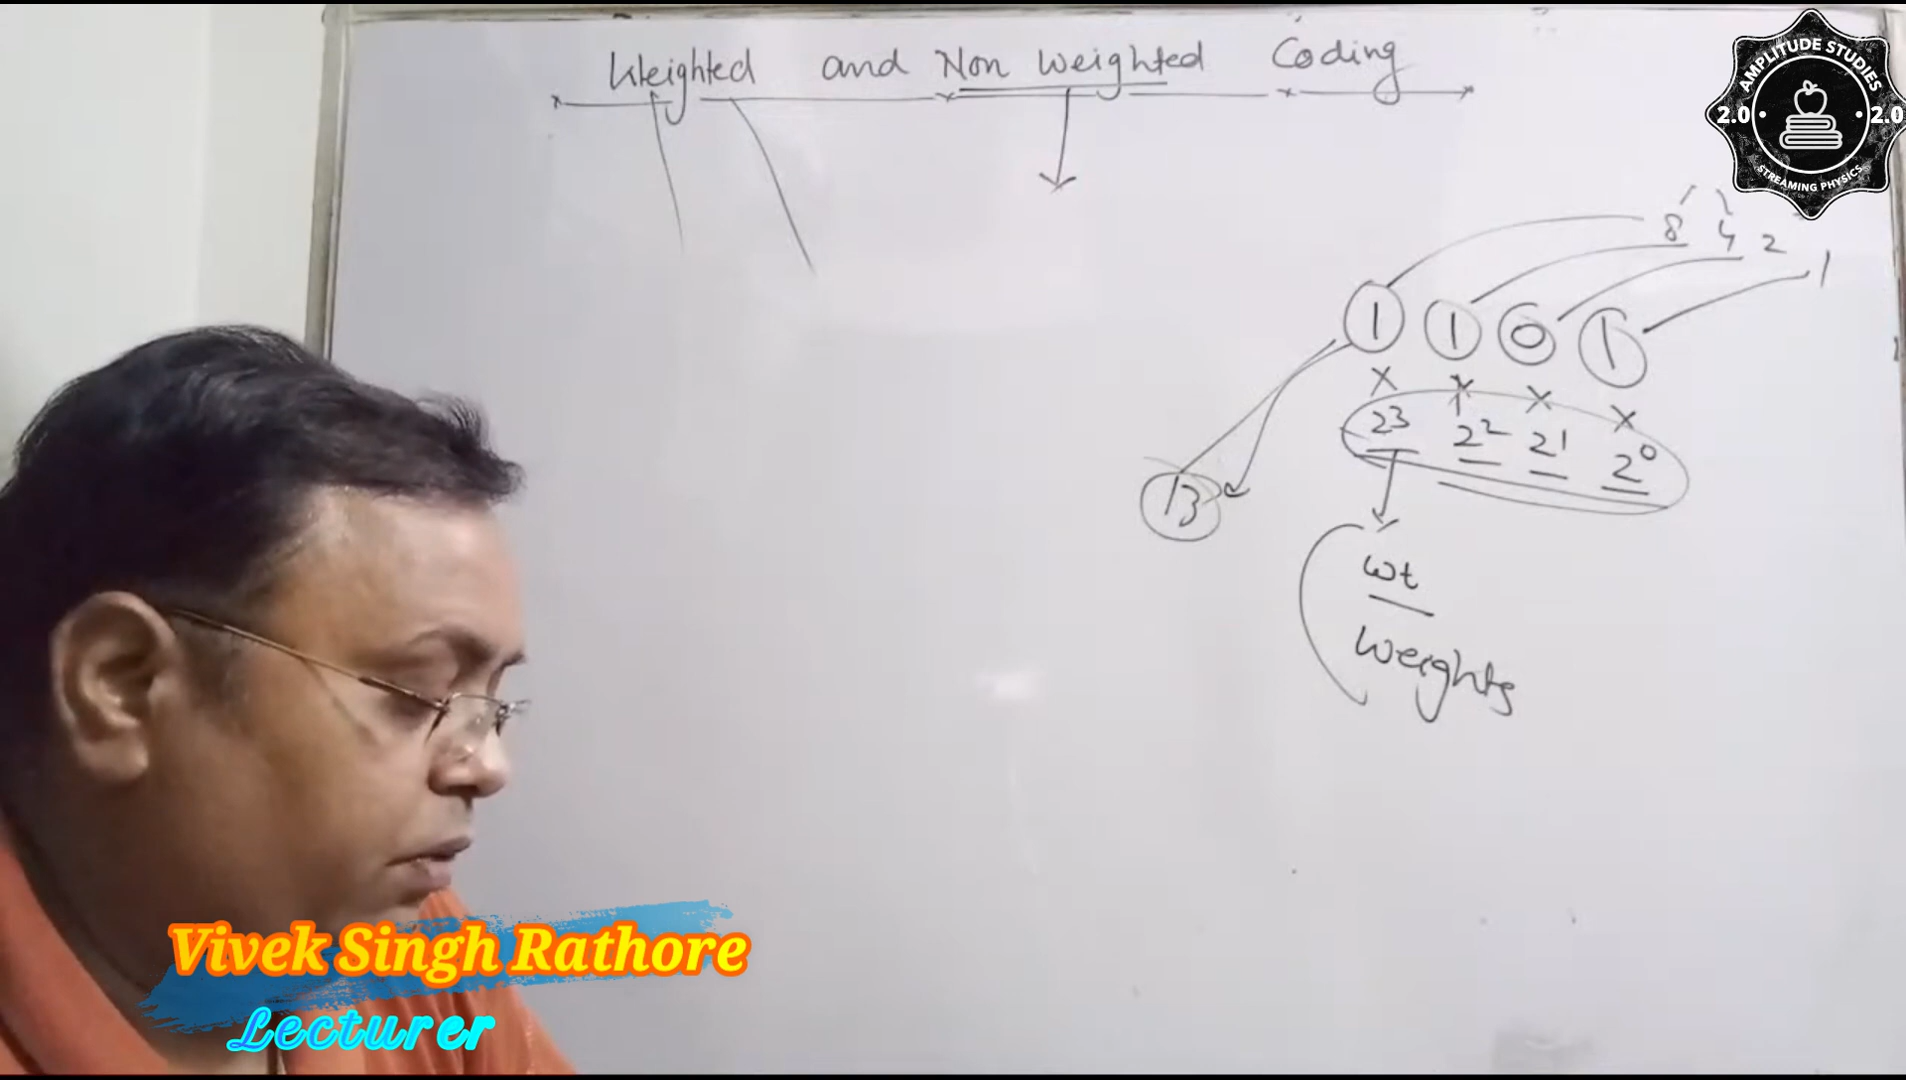 Weighted and Non Weighted Coding
AMPLITUDE STUDIES
2.0 2.0
STREAMING PHYSICS
8 4 2 1
1 1 0 1
x x x x
2³ 2² 2¹ 2⁰
13
wt
Weights
Vivek Singh Rathore
Lecturer